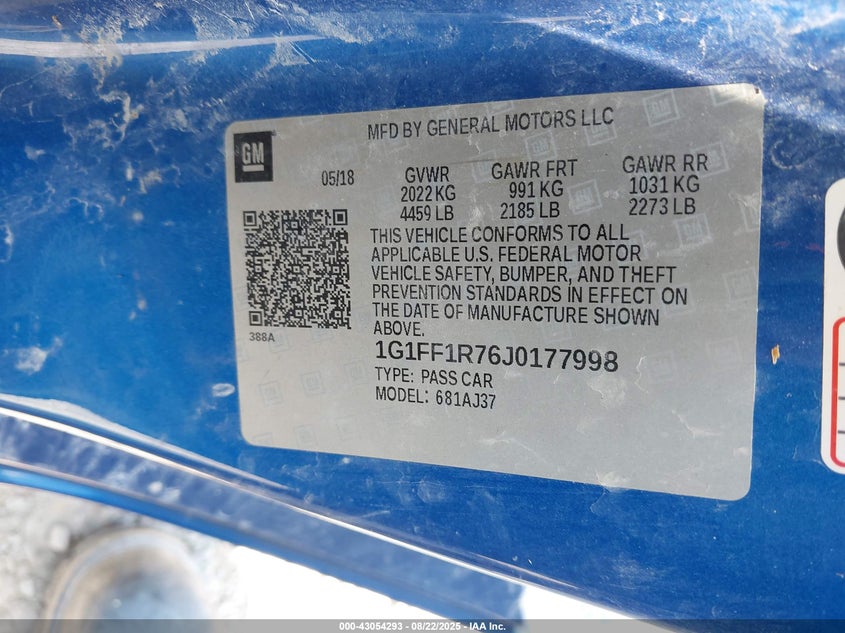 MFD BY GENERAL MOTORS LLC
GM
05/18
GVWR
2022 KG
4459 LB
GAWR FRT
991 KG
2185 LB
GAWR RR
1031 KG
2273 LB
THIS VEHICLE CONFORMS TO ALL
APPLICABLE U.S. FEDERAL MOTOR
VEHICLE SAFETY, BUMPER, AND THEFT
PREVENTION STANDARDS IN EFFECT ON
THE DATE OF MANUFACTURE SHOWN
ABOVE.
388A
1G1FF1R76J0177998
TYPE: PASS CAR
MODEL: 681AJ37
000-43054293 - 08/22/2025 - IAA Inc.